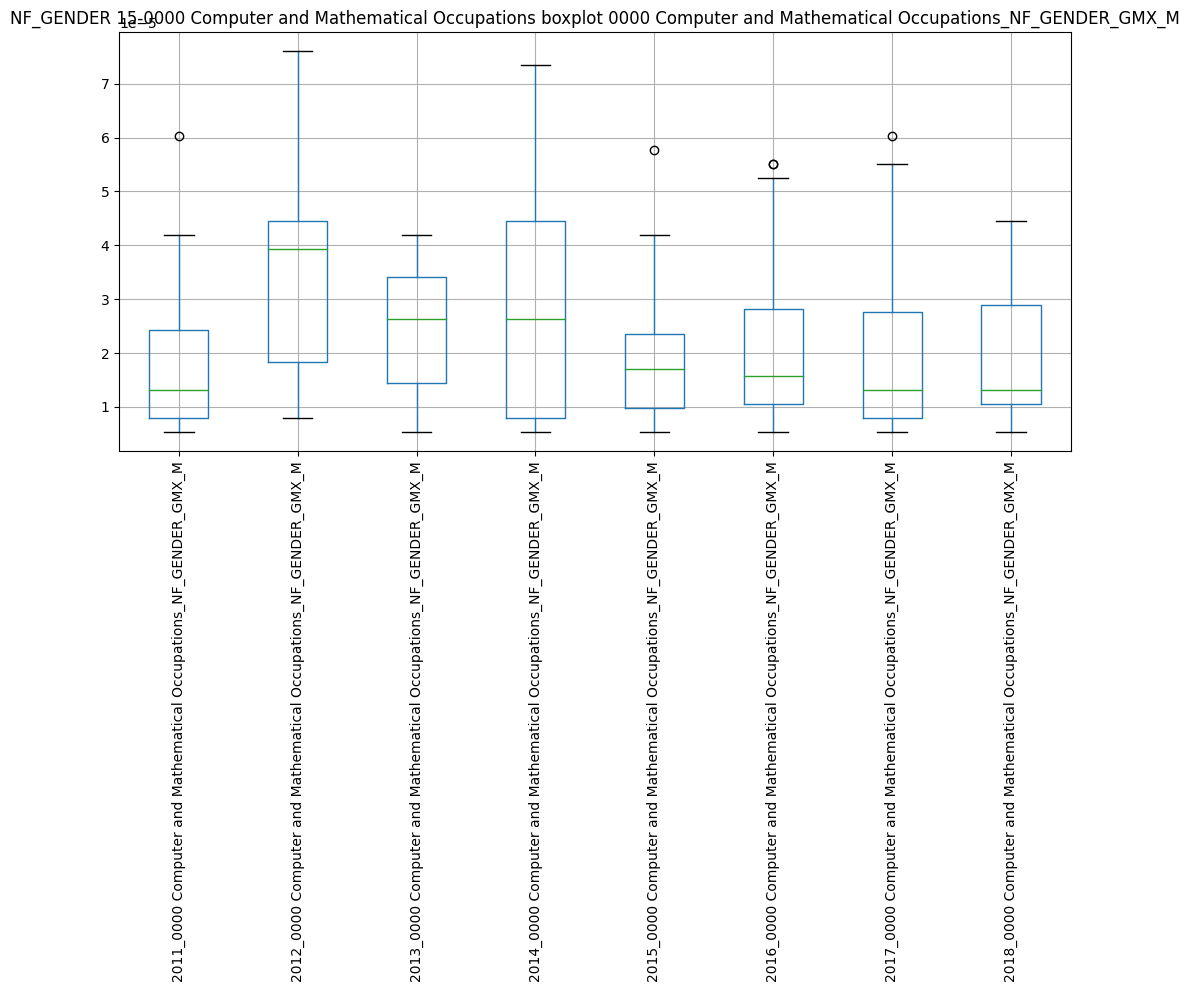 NF_GENDER 15-0000 Computer and Mathematical Occupations boxplot 0000 Computer and Mathematical Occupations_NF_GENDER_GMX_M
1e−5
7
6
5
4
3
2
1
2011_0000 Computer and Mathematical Occupations_NF_GENDER_GMX_M
2012_0000 Computer and Mathematical Occupations_NF_GENDER_GMX_M
2013_0000 Computer and Mathematical Occupations_NF_GENDER_GMX_M
2014_0000 Computer and Mathematical Occupations_NF_GENDER_GMX_M
2015_0000 Computer and Mathematical Occupations_NF_GENDER_GMX_M
2016_0000 Computer and Mathematical Occupations_NF_GENDER_GMX_M
2017_0000 Computer and Mathematical Occupations_NF_GENDER_GMX_M
2018_0000 Computer and Mathematical Occupations_NF_GENDER_GMX_M